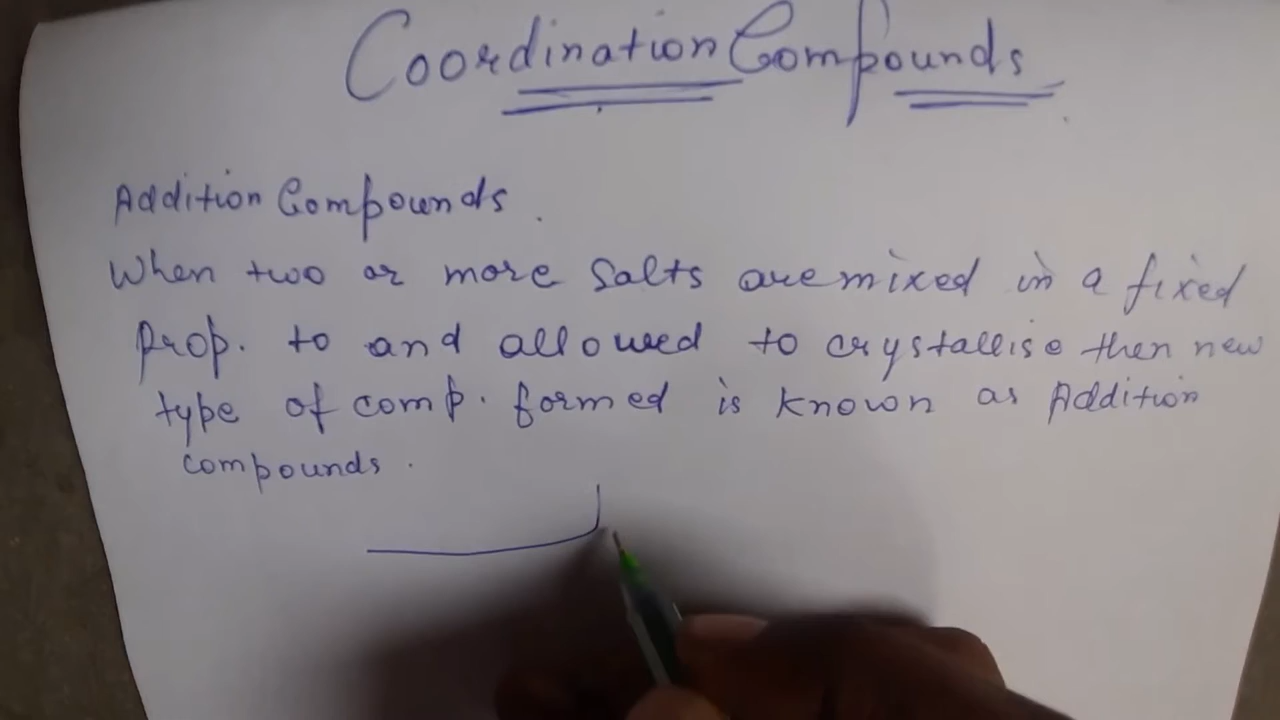 Coordination Compounds
Addition Compounds.
When two or more salts are mixed in a fixed
Prop. to and allowed to crystallise then new
type of comp. formed is known as Addition
compounds.